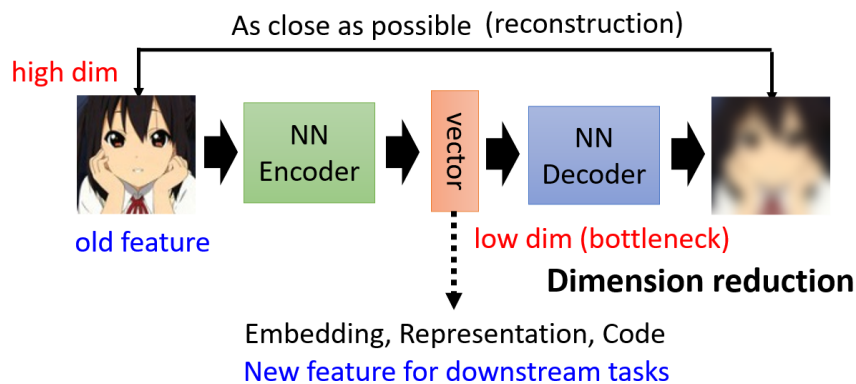 As close as possible (reconstruction)
high dim
NN
Encoder
vector
NN
Decoder
old feature
low dim (bottleneck)
Dimension reduction
Embedding, Representation, Code
New feature for downstream tasks